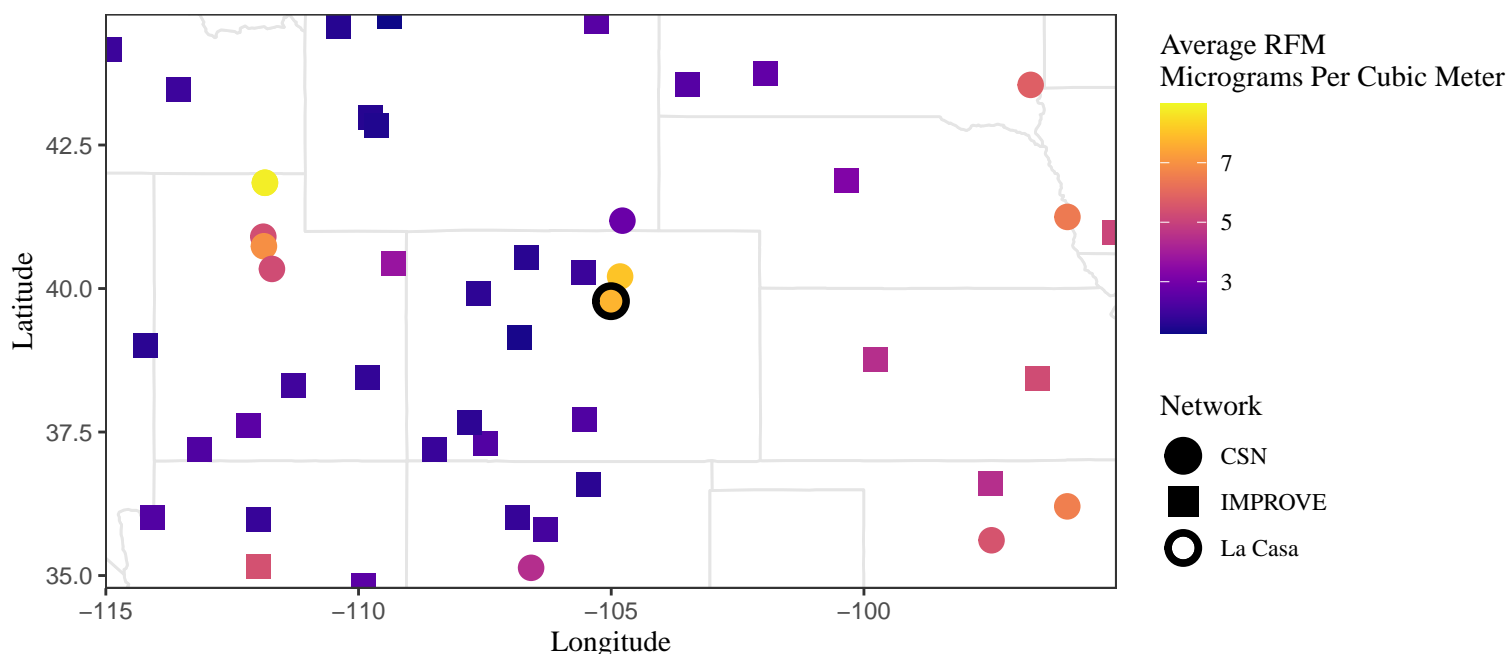 Average RFM
Micrograms Per Cubic Meter
7
5
3
Network
CSN
IMPROVE
La Casa
Latitude
42.5
40.0
37.5
35.0
−115
−110
−105
−100
Longitude